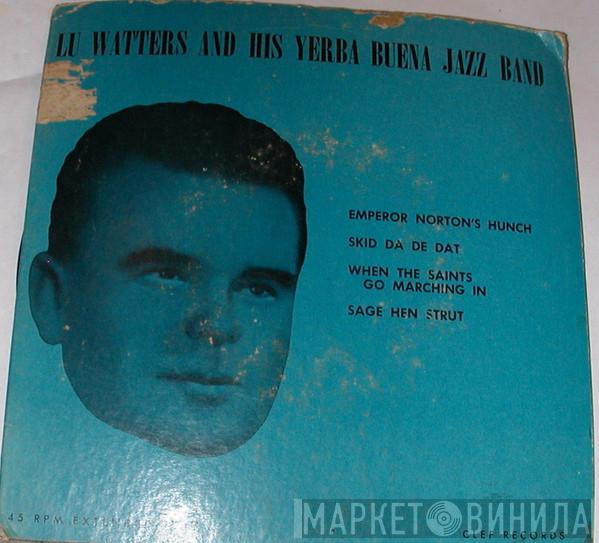 LU WATTERS AND HIS YERBA BUENA JAZZ BAND
EMPEROR NORTON'S HUNCH
SKID DA DE DAT
WHEN THE SAINTS
GO MARCHING IN
SAGE HEN STRUT
45 RPM
CLEF RECORDS
МАРКЕТ ВИНИЛА